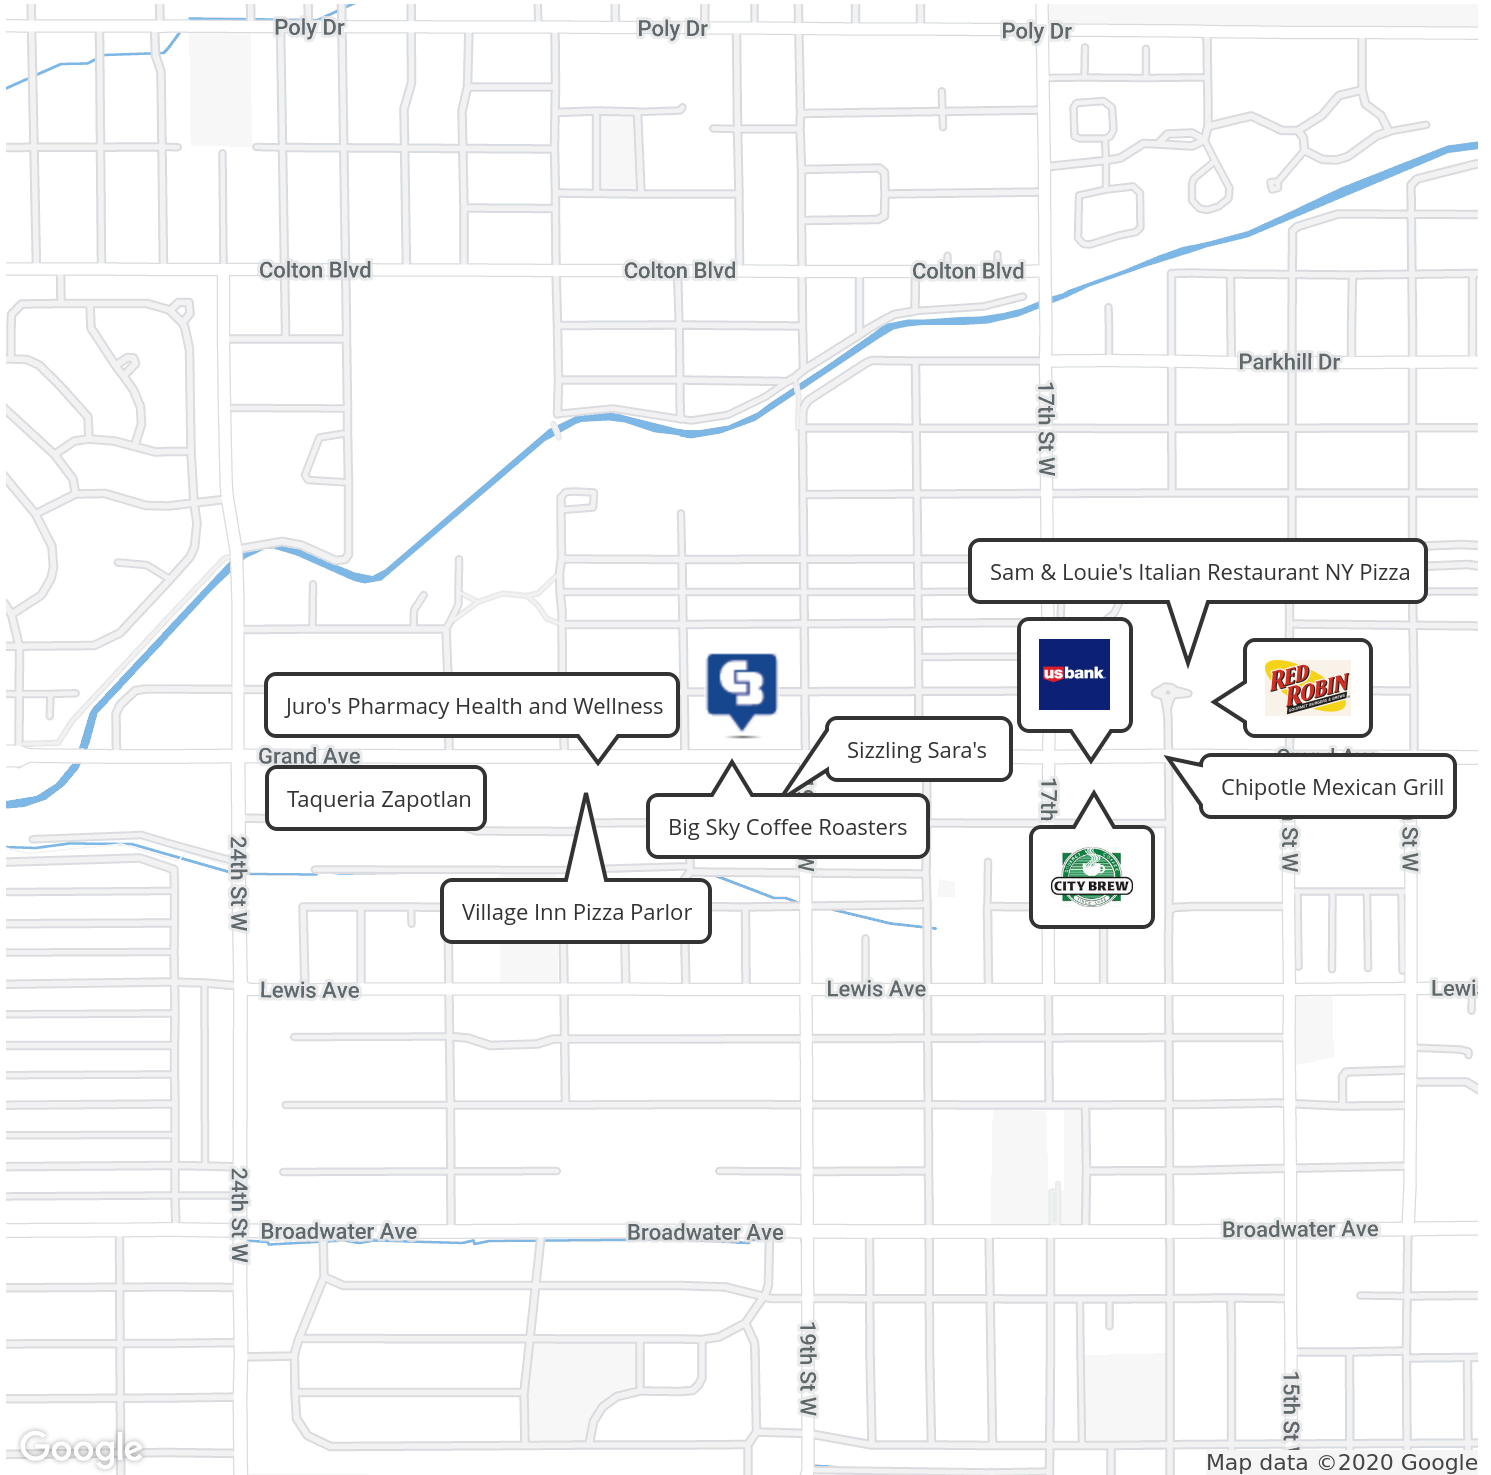 Poly Dr
Poly Dr
Poly Dr
Colton Blvd
Colton Blvd
Colton Blvd
Parkhill Dr
17th St W
Sam & Louie's Italian Restaurant NY Pizza
usbank
RED
ROBIN
Juro's Pharmacy Health and Wellness
Grand Ave
Sizzling Sara's
Chipotle Mexican Grill
Taqueria Zapotlan
17th
Big Sky Coffee Roasters
24th St W
W
St W
St W
CITY BREW
Village Inn Pizza Parlor
Lewis Ave
Lewis Ave
Lewi
24th St W
Broadwater Ave
Broadwater Ave
Broadwater Ave
19th St W
15th St
Google
Map data ©2020 Google